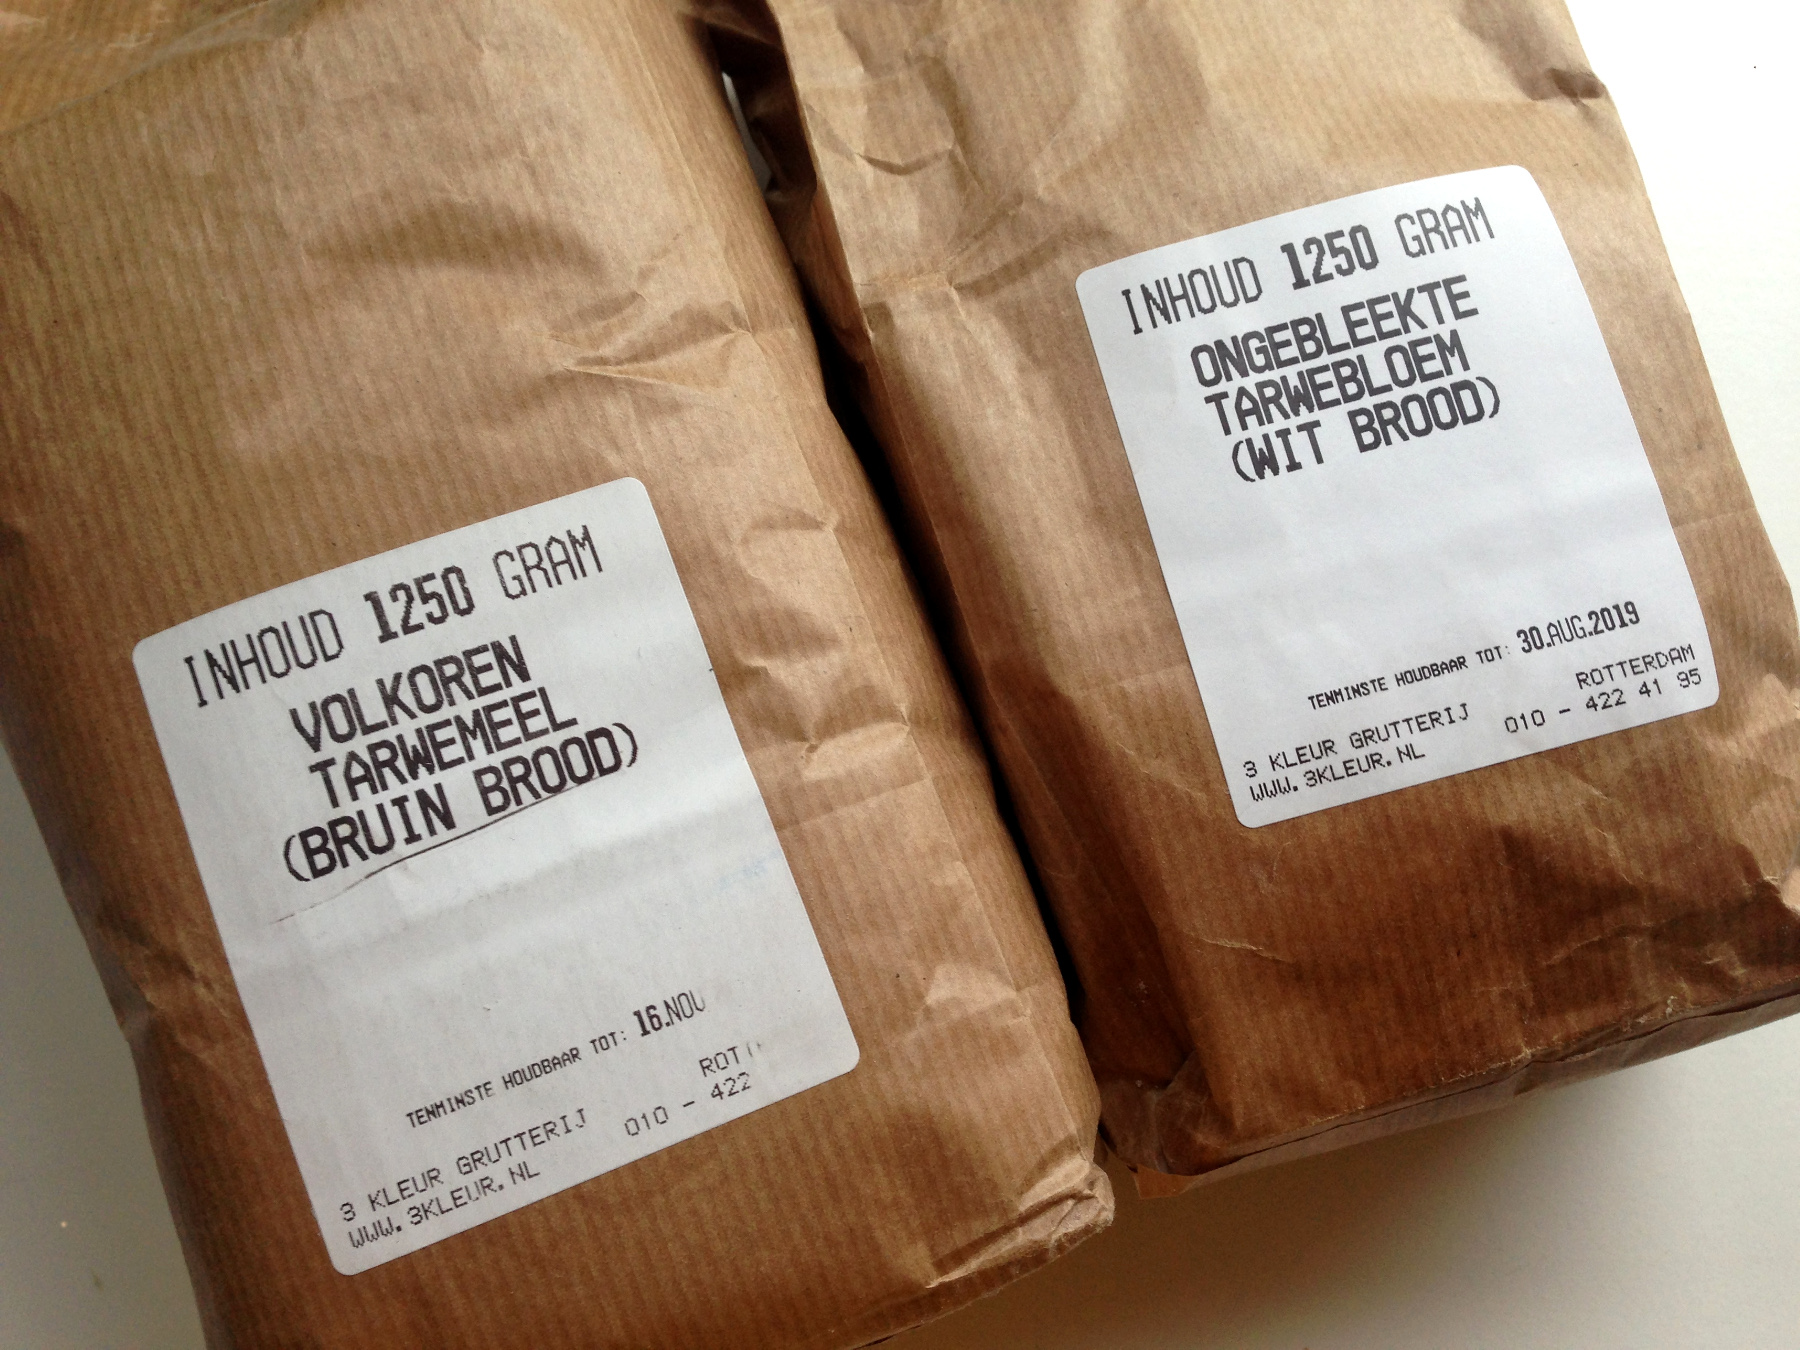 INHOUD 1250 GRAM
VOLKOREN
TARWEMEEL
(BRUIN BROOD)
TENMINSTE HOUDBAAR TOT: 16.NOV
ROT
3 KLEUR GRUTTERIJ 010 - 422
WWW.3KLEUR.NL
INHOUD 1250 GRAM
ONGEBLEEKTE
TARWEBLOEM
(WIT BROOD)
TENMINSTE HOUDBAAR TOT: 30.AUG.2019
ROTTERDAM
3 KLEUR GRUTTERIJ 010 - 422 41 95
WWW.3KLEUR.NL